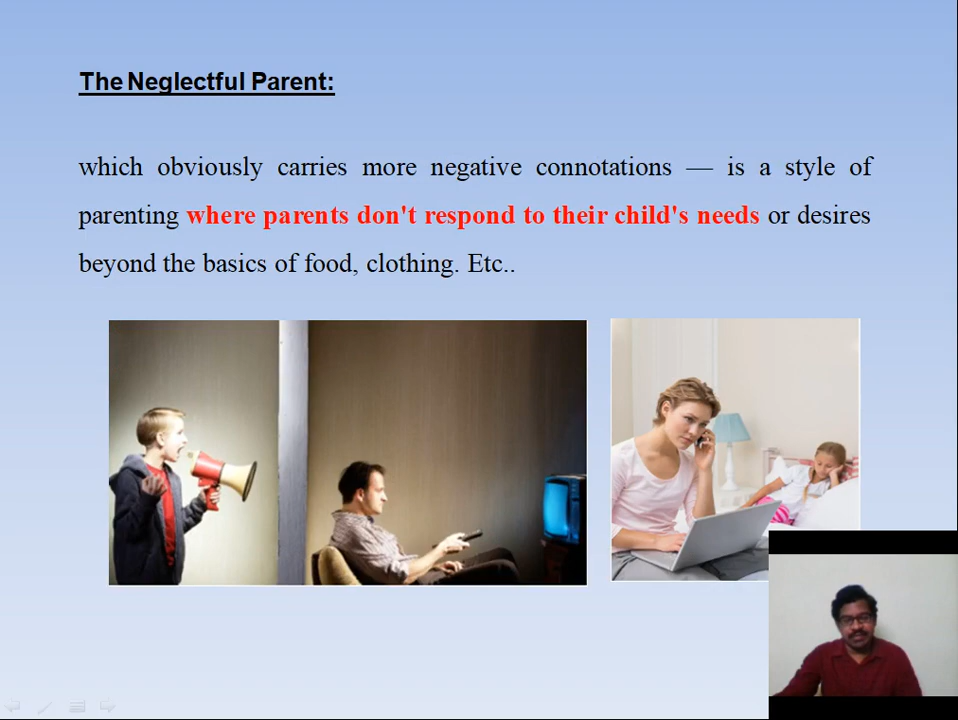 The Neglectful Parent:
which obviously carries more negative connotations — is a style of
parenting where parents don't respond to their child's needs or desires
beyond the basics of food, clothing. Etc..